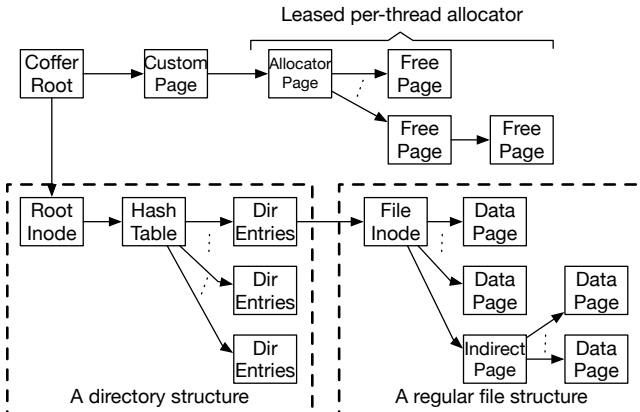 Leased per-thread allocator
Coffer
Root
Custom
Page
Allocator
Page
Free
Page
Free
Page
Free
Page
Root
Inode
Hash
Table
Dir
Entries
Dir
Entries
Dir
Entries
A directory structure
File
Inode
Data
Page
Data
Page
Indirect
Page
Data
Page
Data
Page
A regular file structure